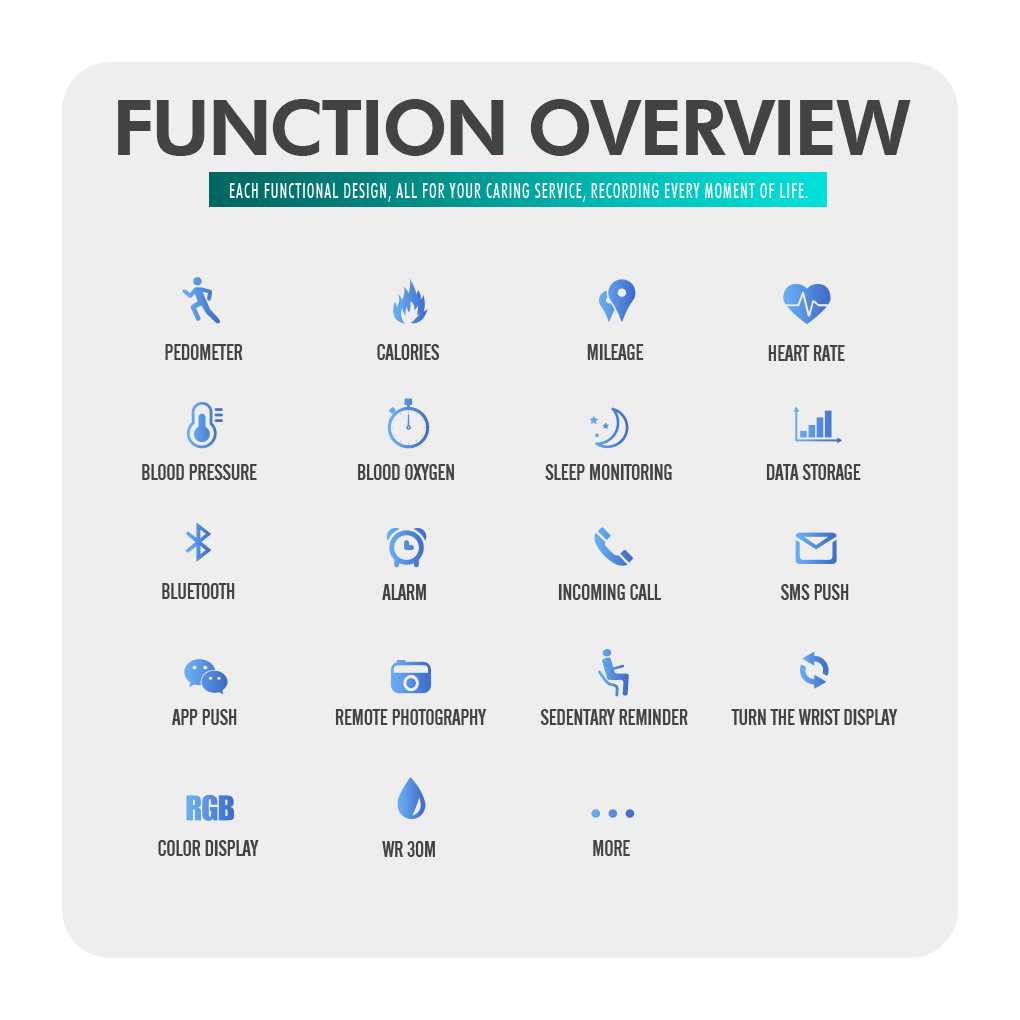 FUNCTION OVERVIEW
EACH FUNCTIONAL DESIGN, ALL FOR YOUR CARING SERVICE, RECORDING EVERY MOMENT OF LIFE.
PEDOMETER
CALORIES
MILEAGE
HEART RATE
BLOOD PRESSURE
BLOOD OXYGEN
SLEEP MONITORING
DATA STORAGE
BLUETOOTH
ALARM
INCOMING CALL
SMS PUSH
APP PUSH
REMOTE PHOTOGRAPHY
SEDENTARY REMINDER
TURN THE WRIST DISPLAY
RGB
COLOR DISPLAY
WR 30M
MORE